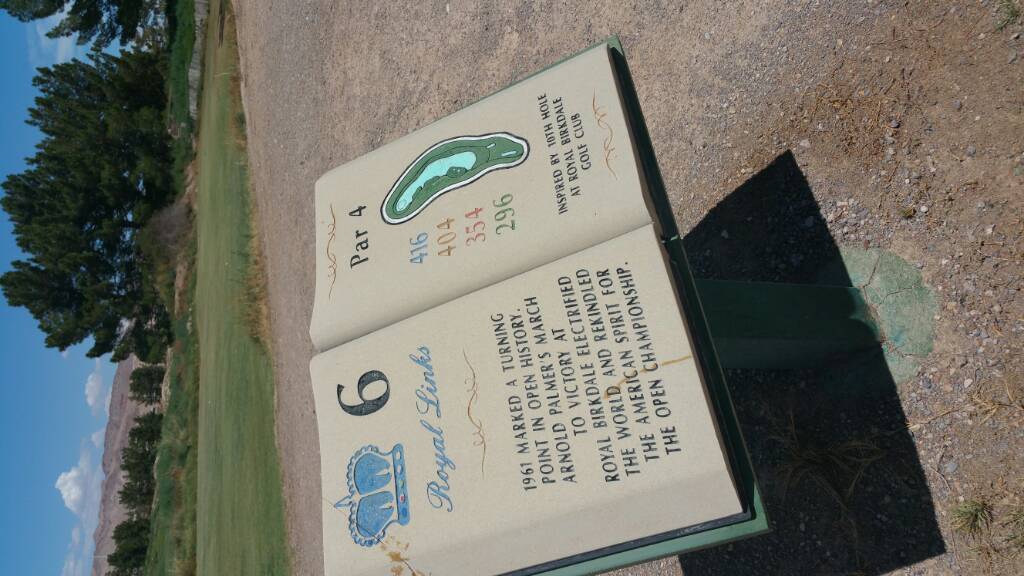 6
Royal Links
1961 MARKED A TURNING
POINT IN OPEN HISTORY.
ARNOLD PALMER'S MARCH
TO VICTORY AT
ROYAL BIRKDALE ELECTRIFIED
THE WORLD AND REKINDLED
THE AMERICAN SPIRIT FOR
THE OPEN CHAMPIONSHIP.
Par 4
416
404
354
296
INSPIRED BY 10TH HOLE
AT ROYAL BIRKDALE
GOLF CLUB